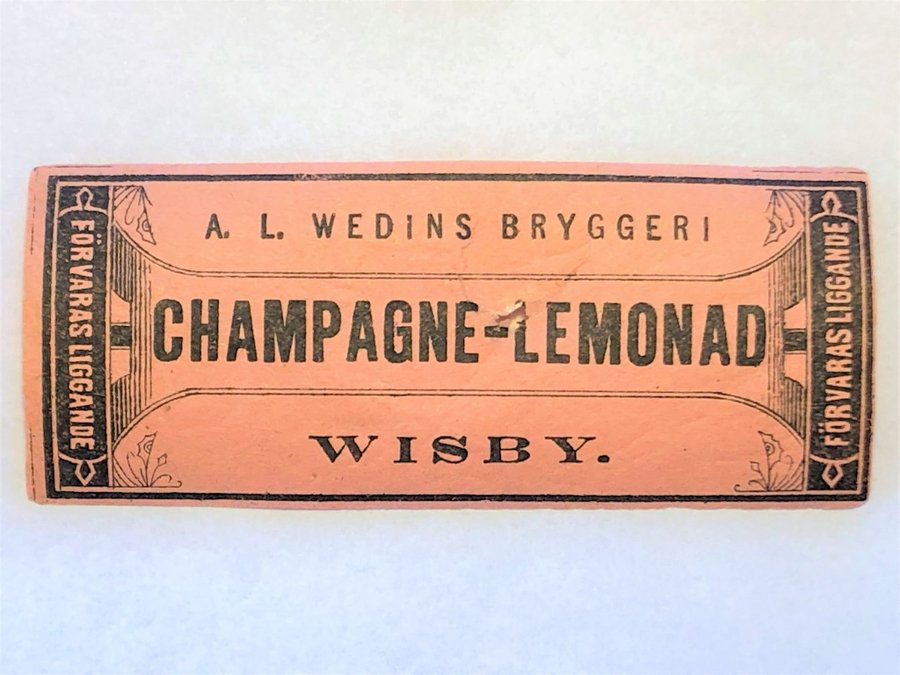 A. L. WEDINS BRYGGERI
CHAMPAGNE-LEMONAD
WISBY.
FÖRVARAS LIGGANDE
FÖRVARAS LIGGANDE